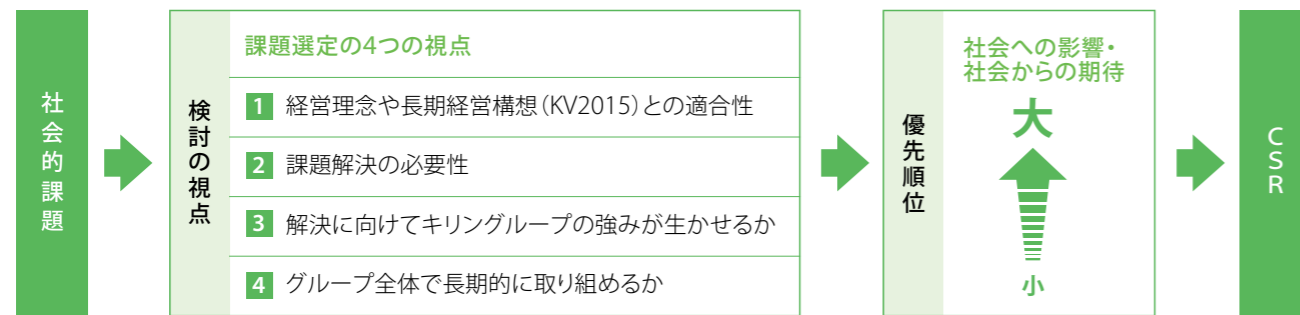 社会的課題
検討の視点
課題選定の4つの視点
1 経営理念や長期経営構想(KV2015)との適合性
2 課題解決の必要性
3 解決に向けてキリングループの強みが生かせるか
4 グループ全体で長期的に取り組めるか
優先順位
社会への影響・
社会からの期待
大
小
CSR